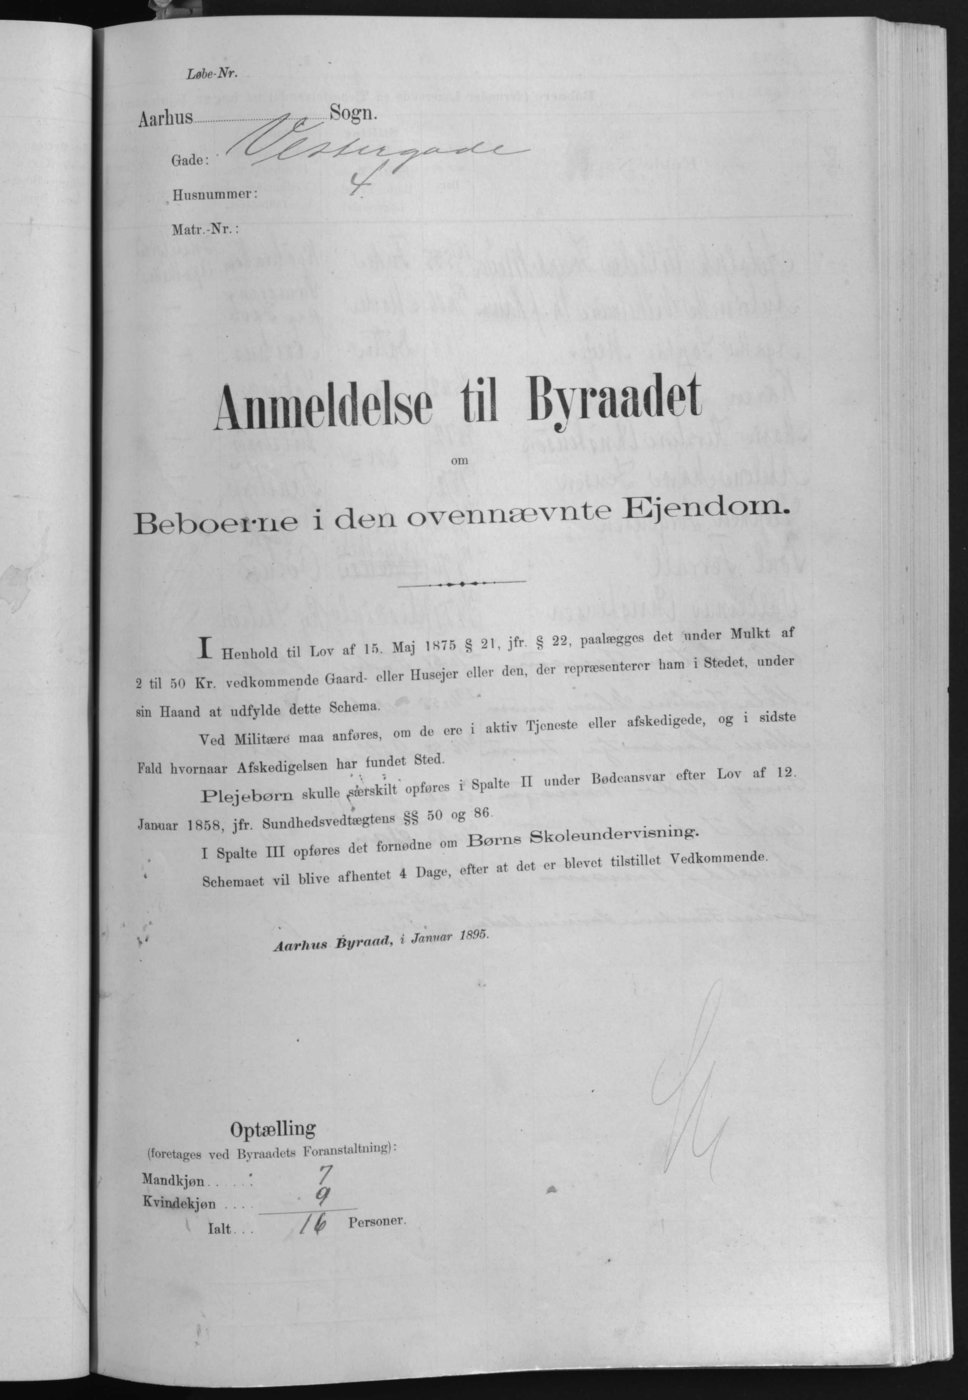 Løbe-Nr.
Aarhus Sogn.
Gade: Vestergade
Husnummer: 4
Matr.-Nr.:
Anmeldelse til Byraadet
om
Beboerne i den ovennævnte Ejendom.
I Henhold til Lov af 15. Maj 1875 § 21, jfr. § 22, paalægges det under Mulkt af
2 til 50 Kr. vedkommende Gaard- eller Husejer eller den, der repræsenterer ham i Stedet, under
sin Haand at udfylde dette Schema.
Ved Militære maa anføres, om de ere i aktiv Tjeneste eller afskedigede, og i sidste
Fald hvornaar Afskedigelsen har fundet Sted.
Plejebørn skulle særskilt opføres i Spalte II under Bødeansvar efter Lov af 12.
Januar 1858, jfr. Sundhedsvedtægtens §§ 50 og 86.
I Spalte III opføres det fornødne om Børns Skoleundervisning.
Schemaet vil blive afhentet 4 Dage, efter at det er blevet tilstillet Vedkommende.
Aarhus Byraad, i Januar 1895.
Optælling
(foretages ved Byraadets Foranstaltning):
Mandkjøn..... 7
Kvindekjøn.... 9
Ialt... 16 Personer.